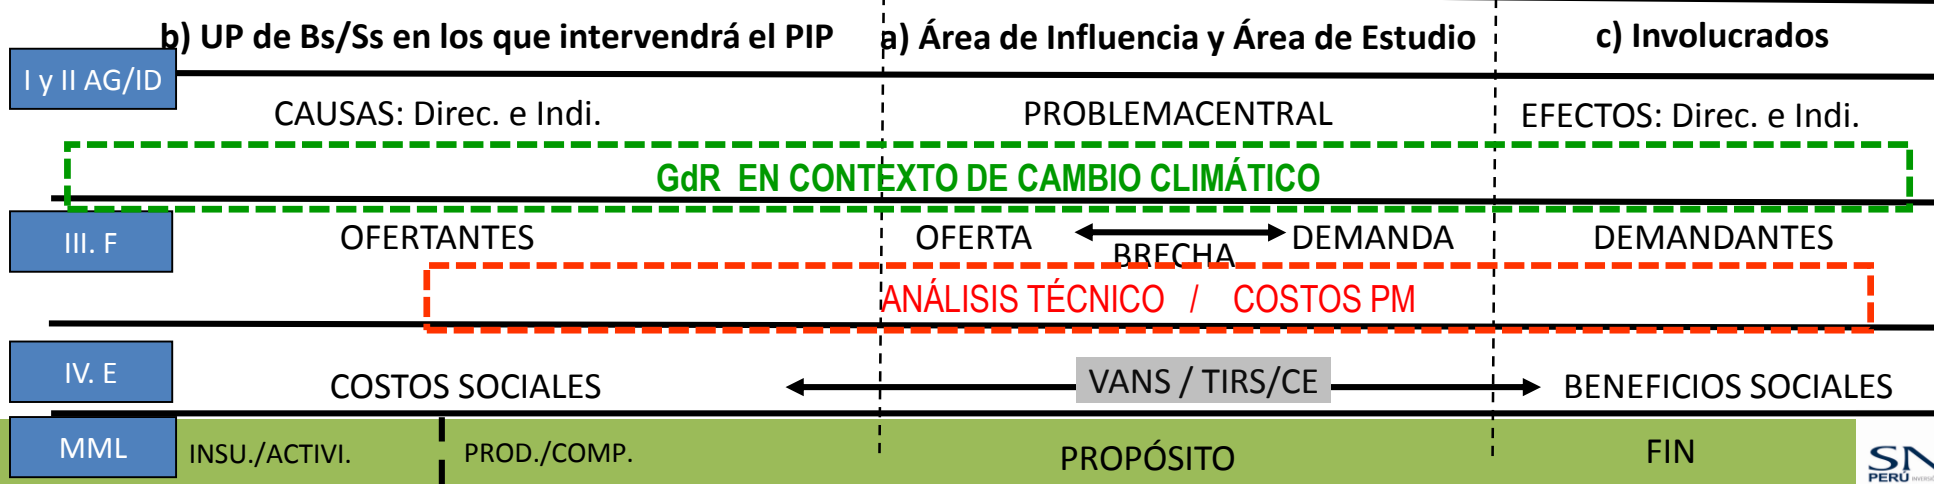 b) UP de Bs/Ss en los que intervendrá el PIP a) Área de Influencia y Área de Estudio c) Involucrados
I y II AG/ID
CAUSAS: Direc. e Indi. PROBLEMACENTRAL EFECTOS: Direc. e Indi.
GdR EN CONTEXTO DE CAMBIO CLIMÁTICO
III. F OFERTANTES OFERTA DEMANDA DEMANDANTES
BRECHA
ANÁLISIS TÉCNICO / COSTOS PM
IV. E COSTOS SOCIALES VANS / TIRS/CE BENEFICIOS SOCIALES
MML INSU./ACTIVI. PROD./COMP. PROPÓSITO FIN
SN
PERÚ